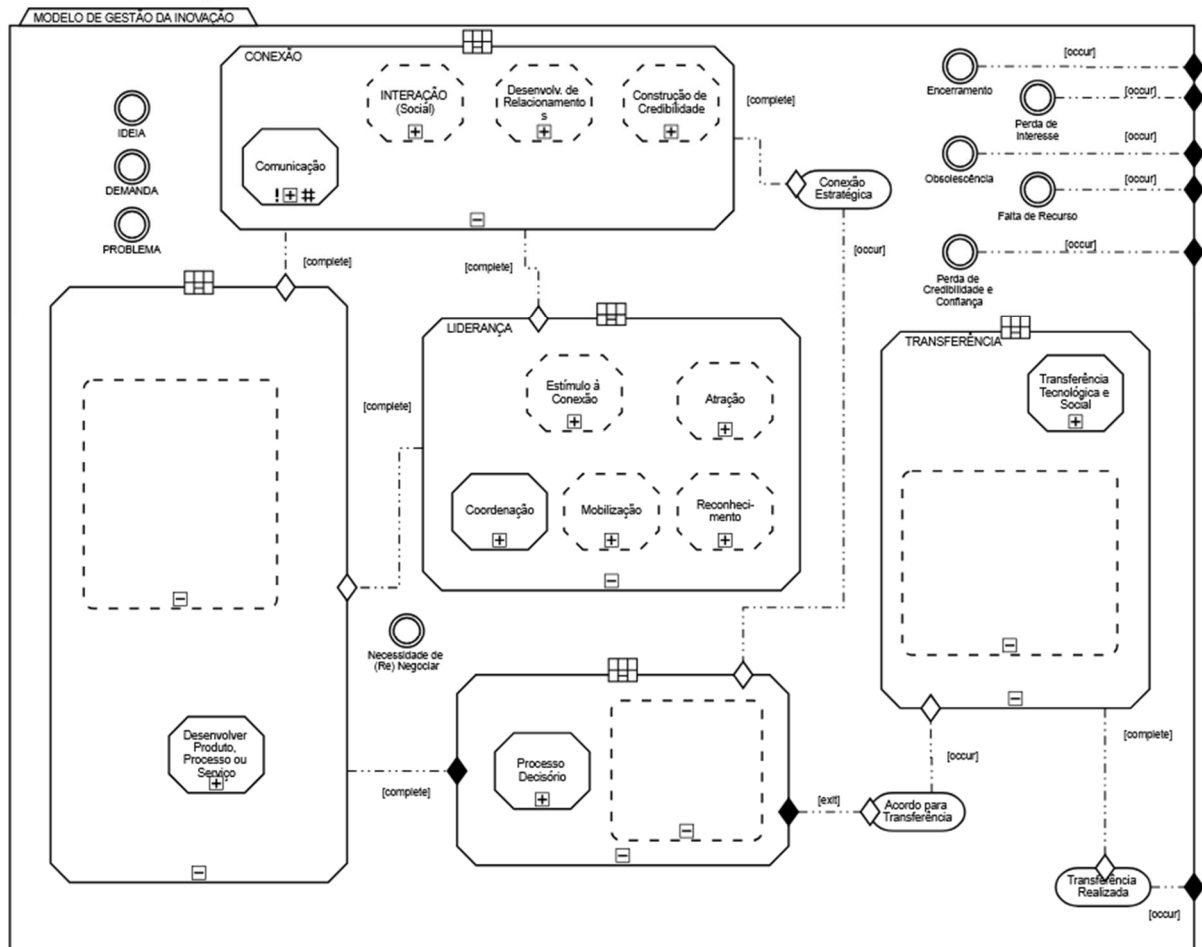 MODELO DE GESTÃO DA INOVAÇÃO
CONEXÃO
INTERAÇÃO
(Social)
Desenvolv. de
Relacionamento
s
Construção de
Credibilidade
Comunicação
! #
[complete]
Conexão
Estratégica
[occur]
IDEIA
DEMANDA
PROBLEMA
Encerramento
[occur]
Perda de
Interesse
[occur]
Obsolescência
[occur]
Falta de Recurso
[occur]
Perda de
Credibilidade e
Confiança
[occur]
[complete]
[complete]
LIDERANÇA
Estímulo à
Conexão
Atração
Coordenação
Mobilização
Reconheci-
mento
[complete]
TRANSFERÊNCIA
Transferência
Tecnológica e
Social
Necessidade de
(Re) Negociar
Desenvolver
Produto,
Processo ou
Serviço
[complete]
Processo
Decisório
[exit]
Acordo para
Transferência
[occur]
[complete]
Transferência
Realizada
[occur]